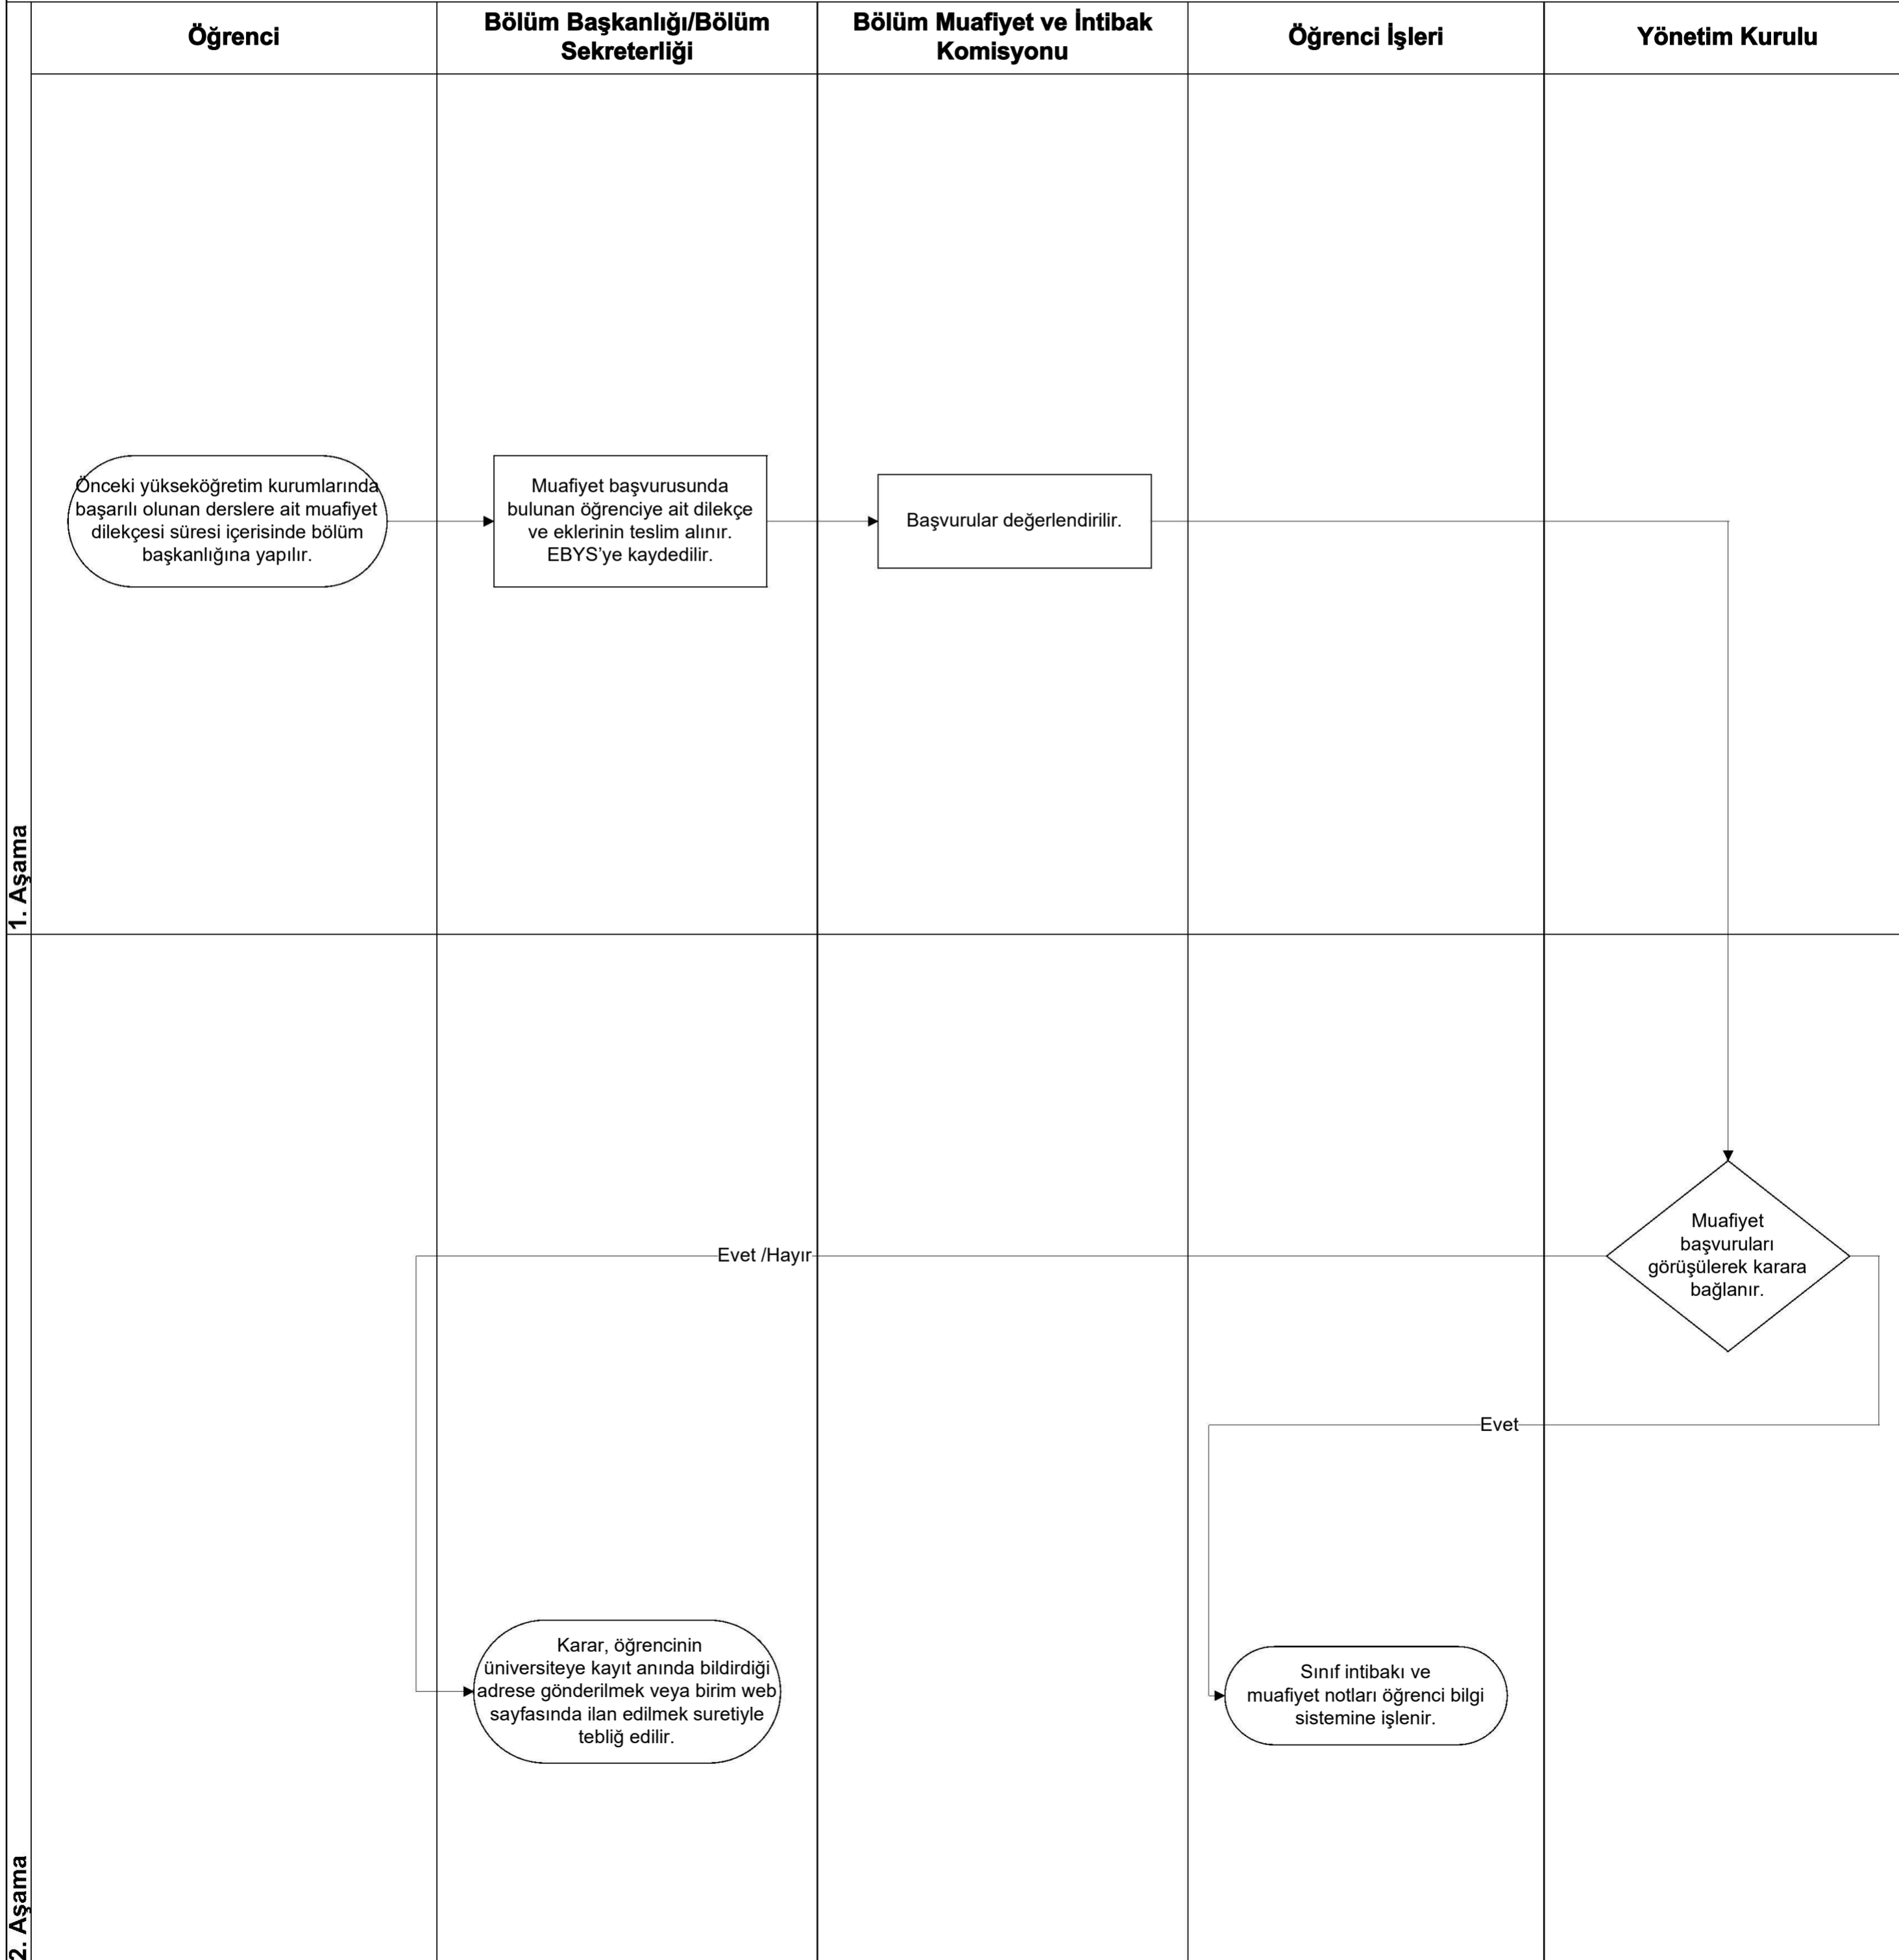 Öğrenci
Bölüm Başkanlığı/Bölüm
Sekreterliği
Bölüm Muafiyet ve İntibak
Komisyonu
Öğrenci İşleri
Yönetim Kurulu
1. Aşama
Önceki yükseköğretim kurumlarında
başarılı olunan derslere ait muafiyet
dilekçesi süresi içerisinde bölüm
başkanlığına yapılır.
Muafiyet başvurusunda
bulunan öğrenciye ait dilekçe
ve eklerinin teslim alınır.
EBYS’ye kaydedilir.
Başvurular değerlendirilir.
2. Aşama
Muafiyet
başvuruları
görüşülerek karara
bağlanır.
Evet /Hayır
Evet
Karar, öğrencinin
üniversiteye kayıt anında bildirdiği
adrese gönderilmek veya birim web
sayfasında ilan edilmek suretiyle
tebliğ edilir.
Sınıf intibakı ve
muafiyet notları öğrenci bilgi
sistemine işlenir.